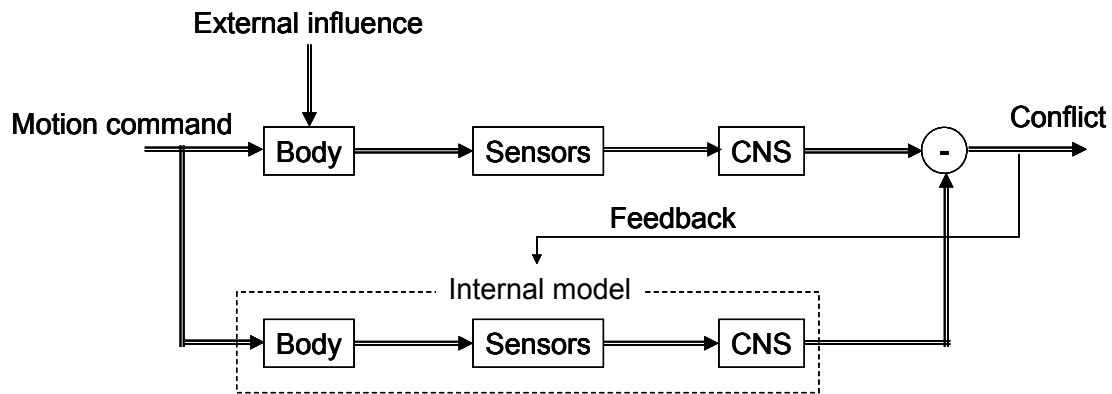 External influence
Motion command
Conflict
Body
Sensors
CNS
-
Feedback
Internal model
Body
Sensors
CNS